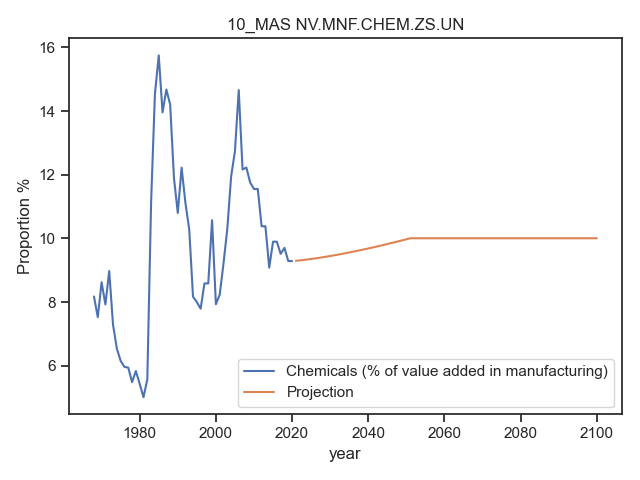 10_MAS NV.MNF.CHEM.ZS.UN
Proportion %
16
14
12
10
8
6
Chemicals (% of value added in manufacturing)
Projection
1980 2000 2020 2040 2060 2080 2100
year